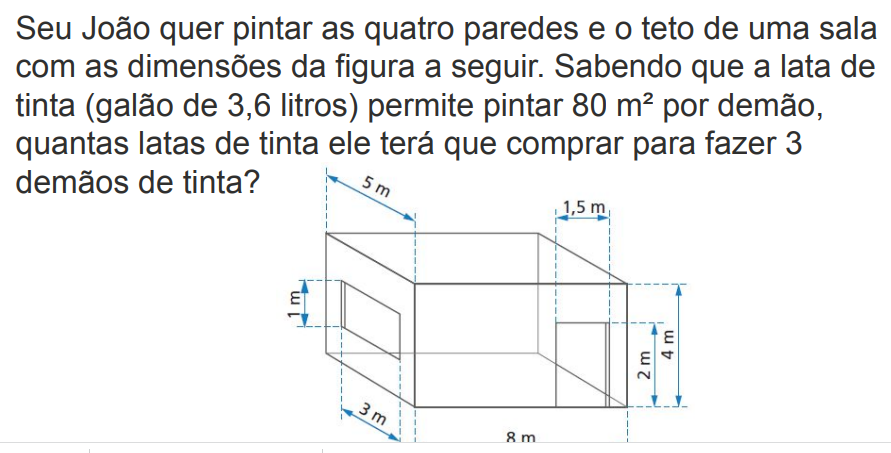 Seu João quer pintar as quatro paredes e o teto de uma sala
com as dimensões da figura a seguir. Sabendo que a lata de
tinta (galão de 3,6 litros) permite pintar 80 m² por demão,
quantas latas de tinta ele terá que comprar para fazer 3
demãos de tinta?
5 m
1,5 m
1 m
2 m
4 m
3 m
8 m